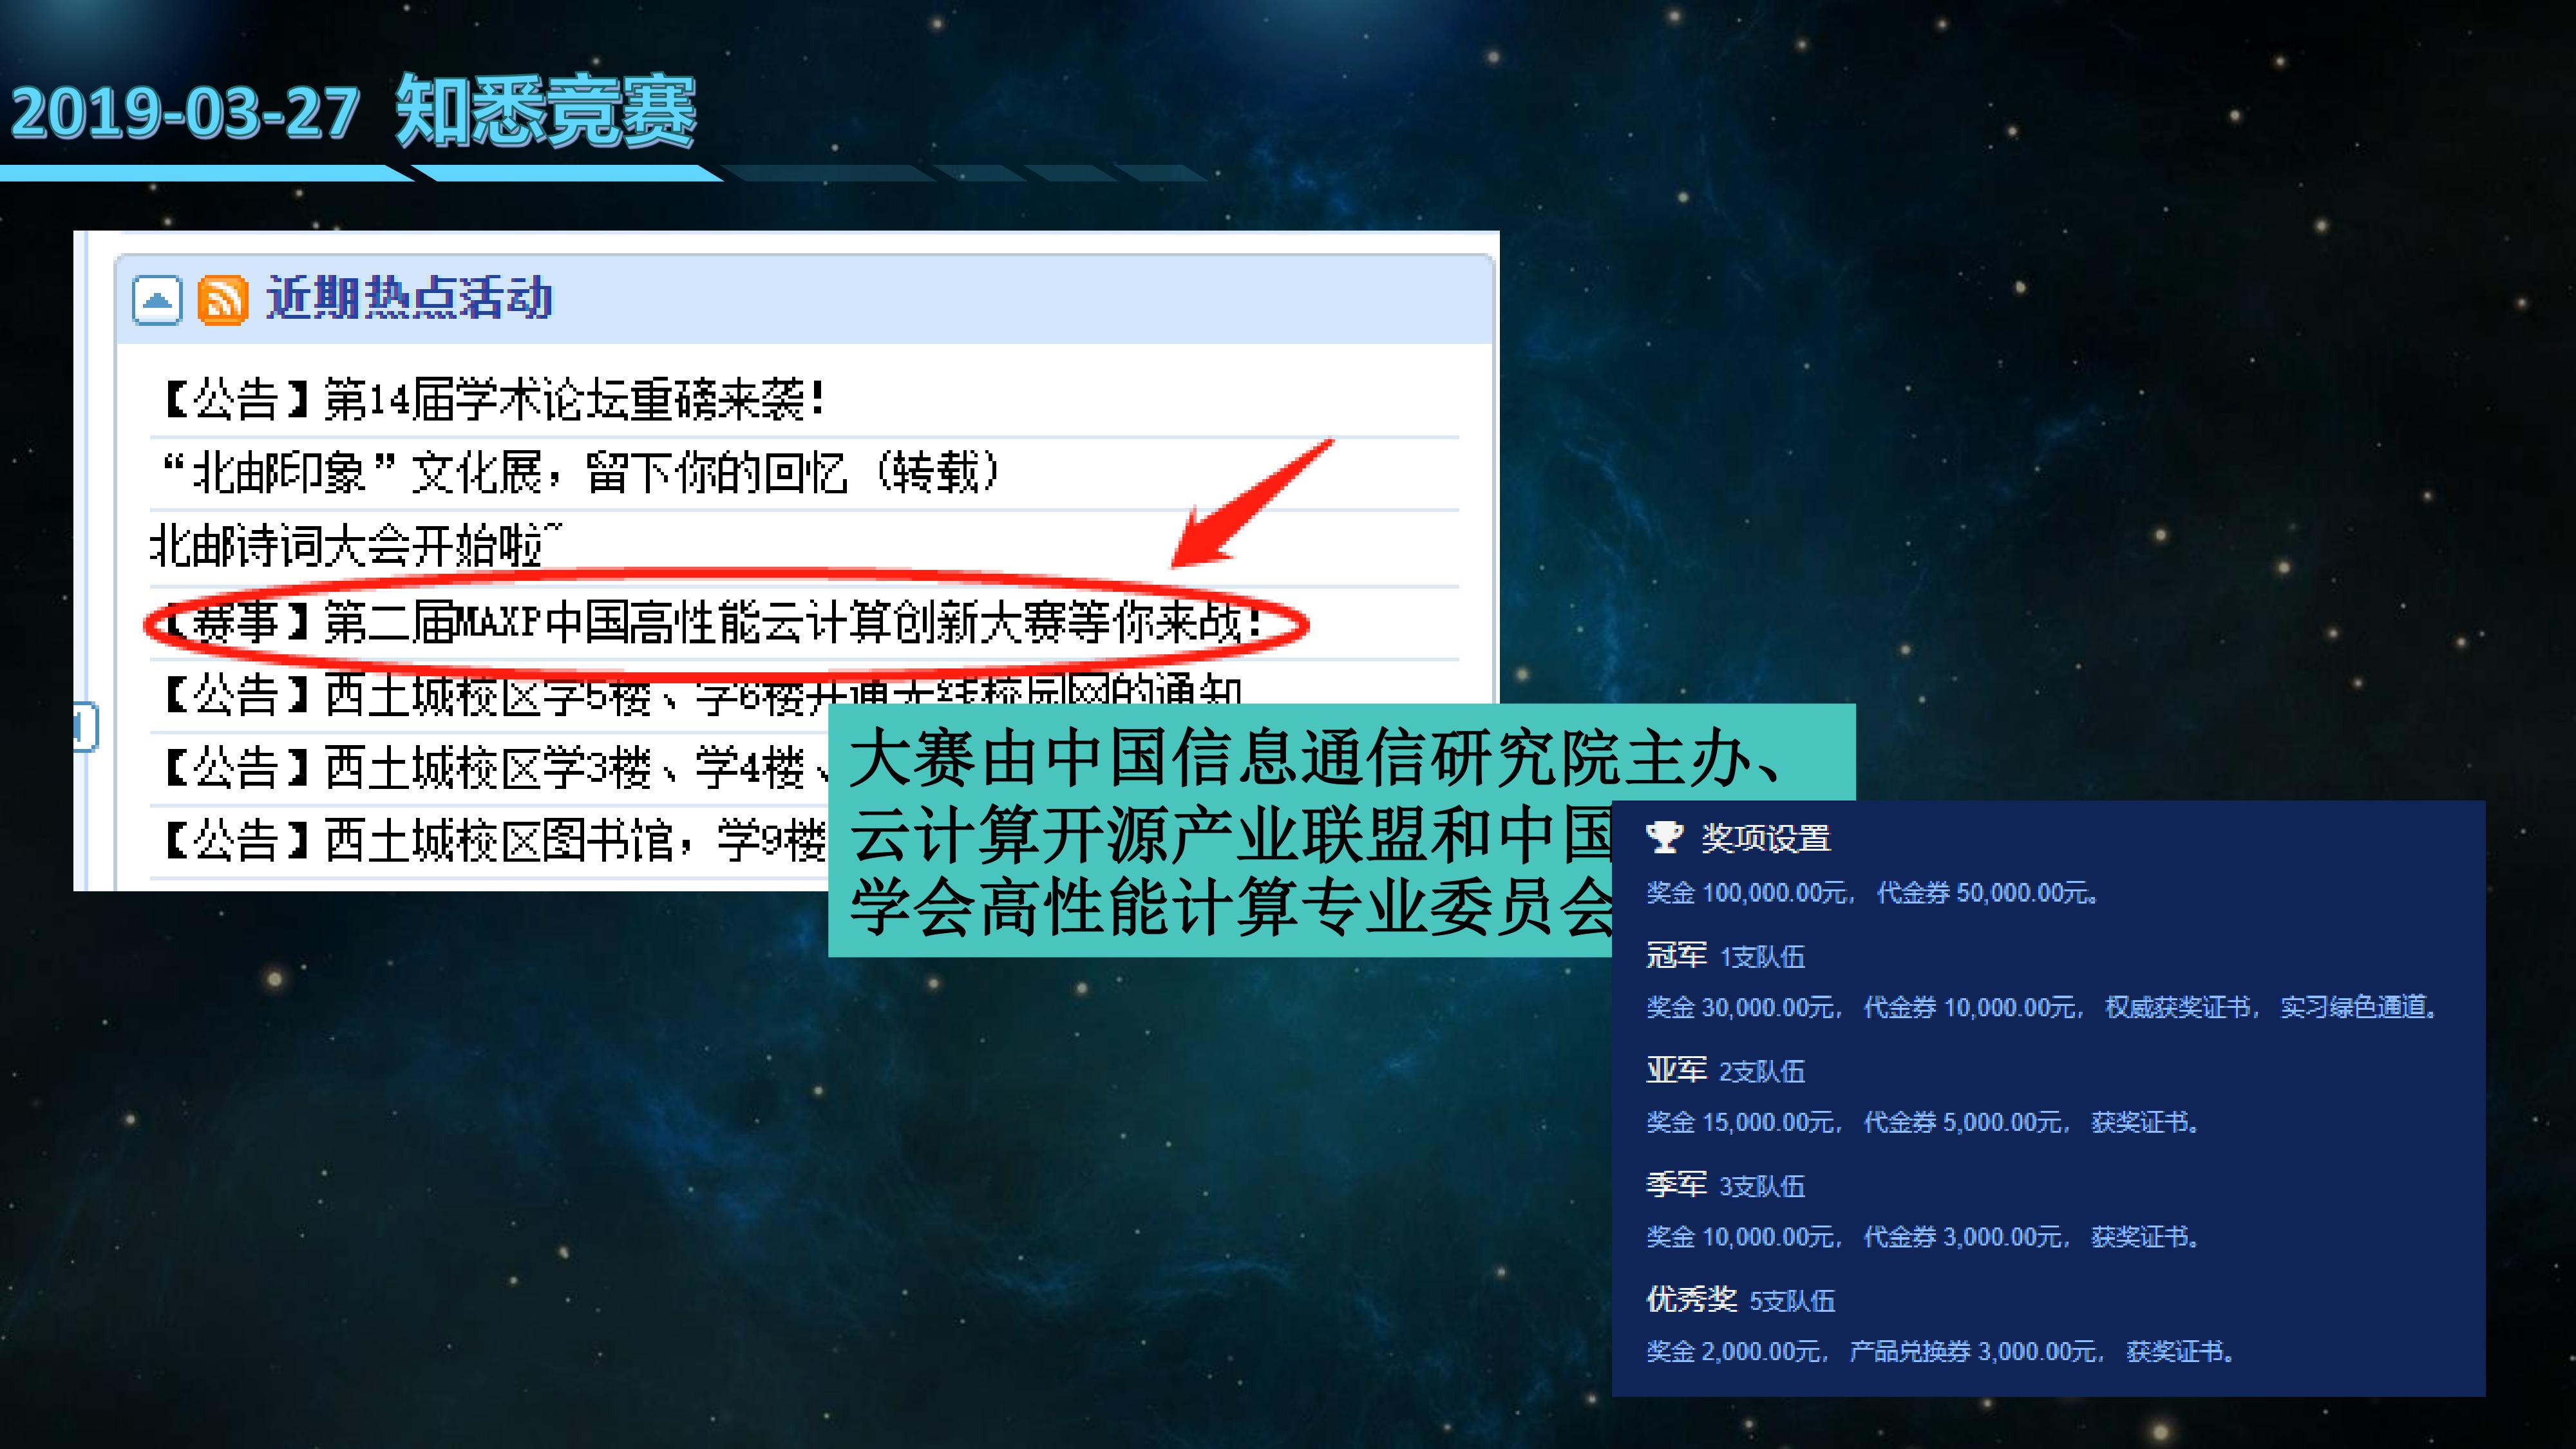 2019-03-27 知悉竞赛
近期热点活动
【公告】第14届学术论坛重磅来袭!
“北邮印象”文化展，留下你的回忆（转载）
北邮诗词大会开始啦~
【赛事】第二届MAXP中国高性能云计算创新大赛等你来战!
【公告】西土城校区学5楼、学6楼开通无线校园网的通知
【公告】西土城校区学3楼、学4楼、
【公告】西土城校区图书馆，学9楼
大赛由中国信息通信研究院主办、
云计算开源产业联盟和中国
学会高性能计算专业委员会
奖项设置
奖金 100,000.00元， 代金券 50,000.00元。
冠军 1支队伍
奖金 30,000.00元， 代金券 10,000.00元， 权威获奖证书， 实习绿色通道。
亚军 2支队伍
奖金 15,000.00元， 代金券 5,000.00元， 获奖证书。
季军 3支队伍
奖金 10,000.00元， 代金券 3,000.00元， 获奖证书。
优秀奖 5支队伍
奖金 2,000.00元， 产品兑换券 3,000.00元， 获奖证书。